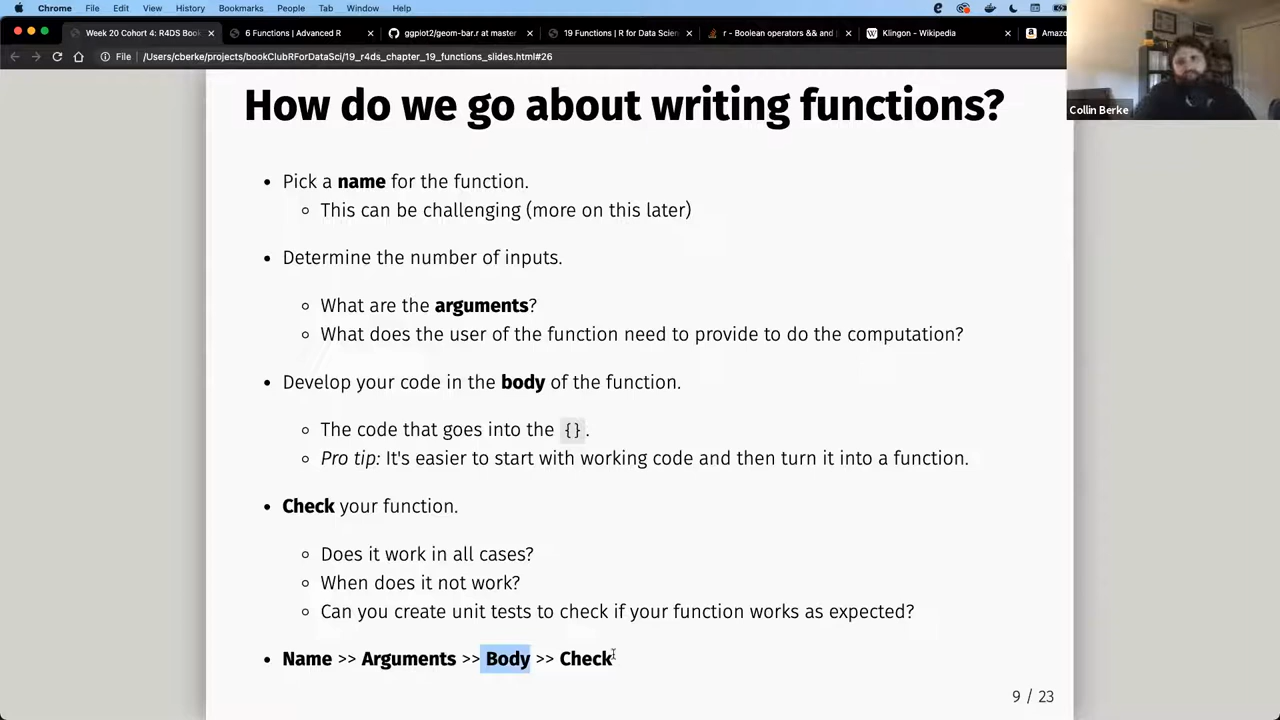 Chrome File Edit View History Bookmarks People Tab Window Help
Week 20 Cohort 4: R4DS Book 6 Functions | Advanced R ggplot2/geom-bar.r at master 19 Functions | R for Data Scien r - Boolean operators && and | Klingon - Wikipedia Amazo
File /Users/cberke/projects/bookClubRForDataSci/19_r4ds_chapter_19_functions_slides.html#26
Collin Berke
How do we go about writing functions?
• Pick a name for the function.
○ This can be challenging (more on this later)
• Determine the number of inputs.
○ What are the arguments?
○ What does the user of the function need to provide to do the computation?
• Develop your code in the body of the function.
○ The code that goes into the {}.
○ Pro tip: It's easier to start with working code and then turn it into a function.
• Check your function.
○ Does it work in all cases?
○ When does it not work?
○ Can you create unit tests to check if your function works as expected?
• Name >> Arguments >> Body >> Check
9 / 23